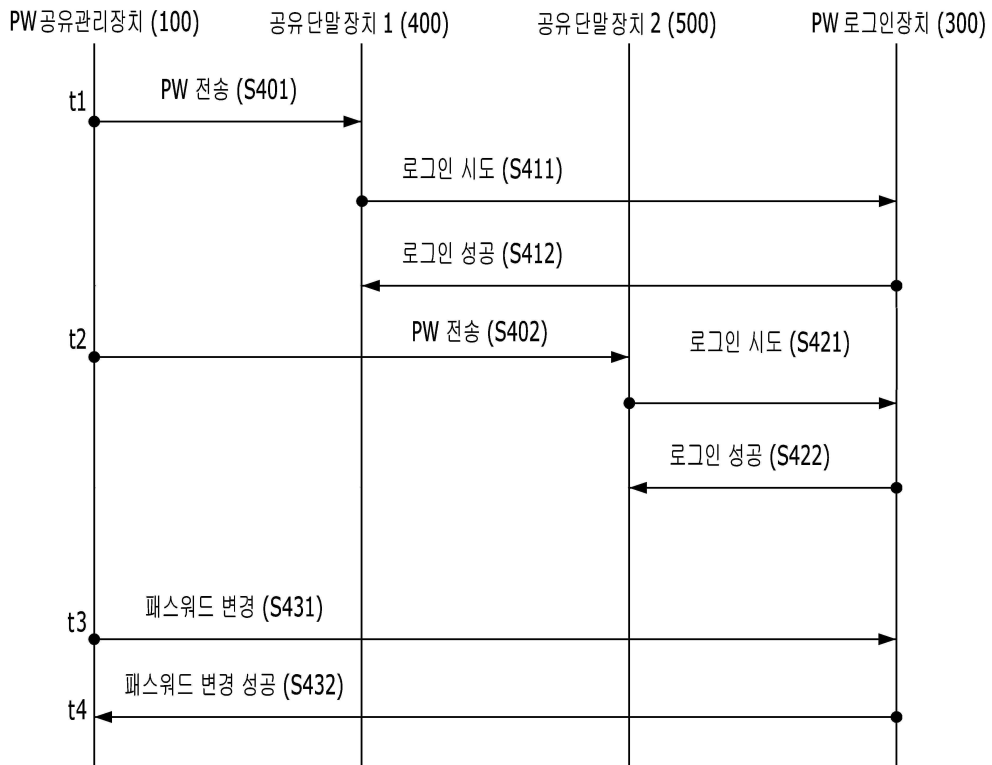 PW공유관리장치 (100) 공유단말장치 1 (400) 공유단말장치 2 (500) PW 로그인장치 (300)
t1 PW 전송 (S401)
로그인 시도 (S411)
로그인 성공 (S412)
t2 PW 전송 (S402) 로그인 시도 (S421)
로그인 성공 (S422)
t3 패스워드 변경 (S431)
t4 패스워드 변경 성공 (S432)